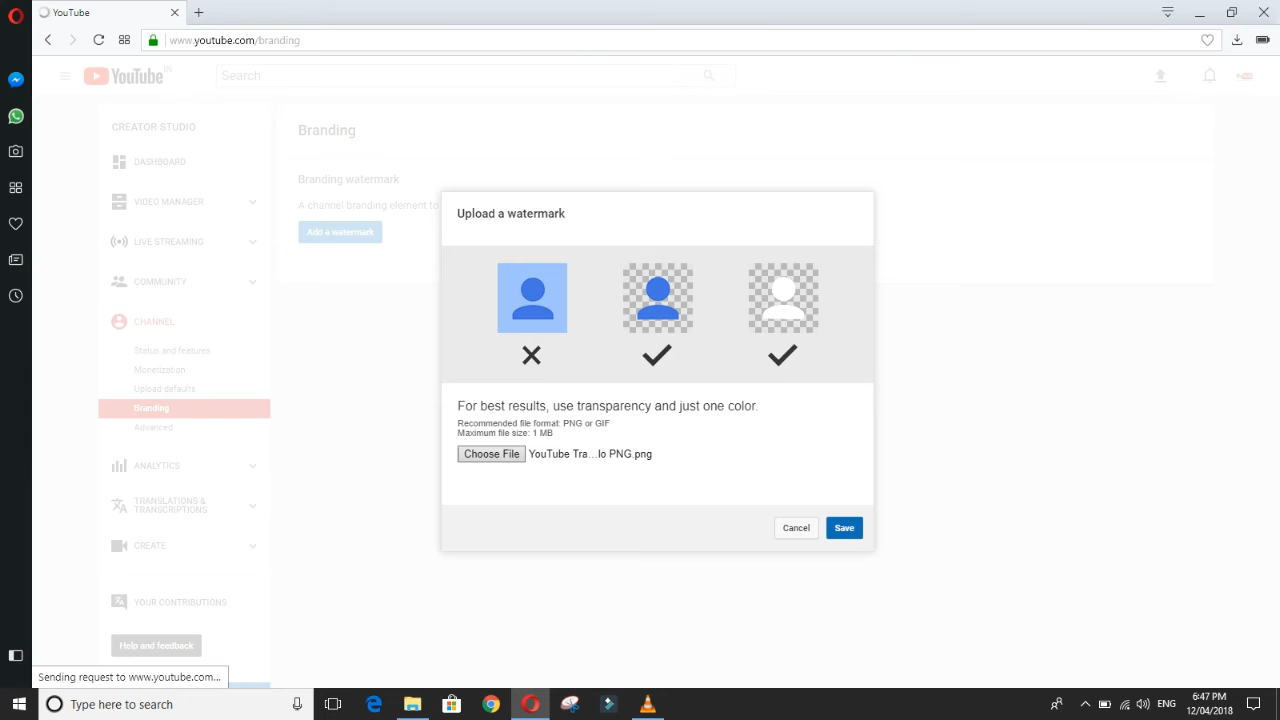 YouTube
www.youtube.com/branding
YouTube IN
Search
CREATOR STUDIO
DASHBOARD
VIDEO MANAGER
LIVE STREAMING
COMMUNITY
CHANNEL
Status and features
Monetization
Upload defaults
Branding
Advanced
ANALYTICS
TRANSLATIONS &
TRANSCRIPTIONS
CREATE
YOUR CONTRIBUTIONS
Help and feedback
Branding
Branding watermark
A channel branding element to
Add a watermark
Upload a watermark
For best results, use transparency and just one color.
Recommended file format: PNG or GIF
Maximum file size: 1 MB
Choose File YouTube Tra...lo PNG.png
Cancel Save
Sending request to www.youtube.com...
Type here to search
ENG
6:47 PM
12/04/2018